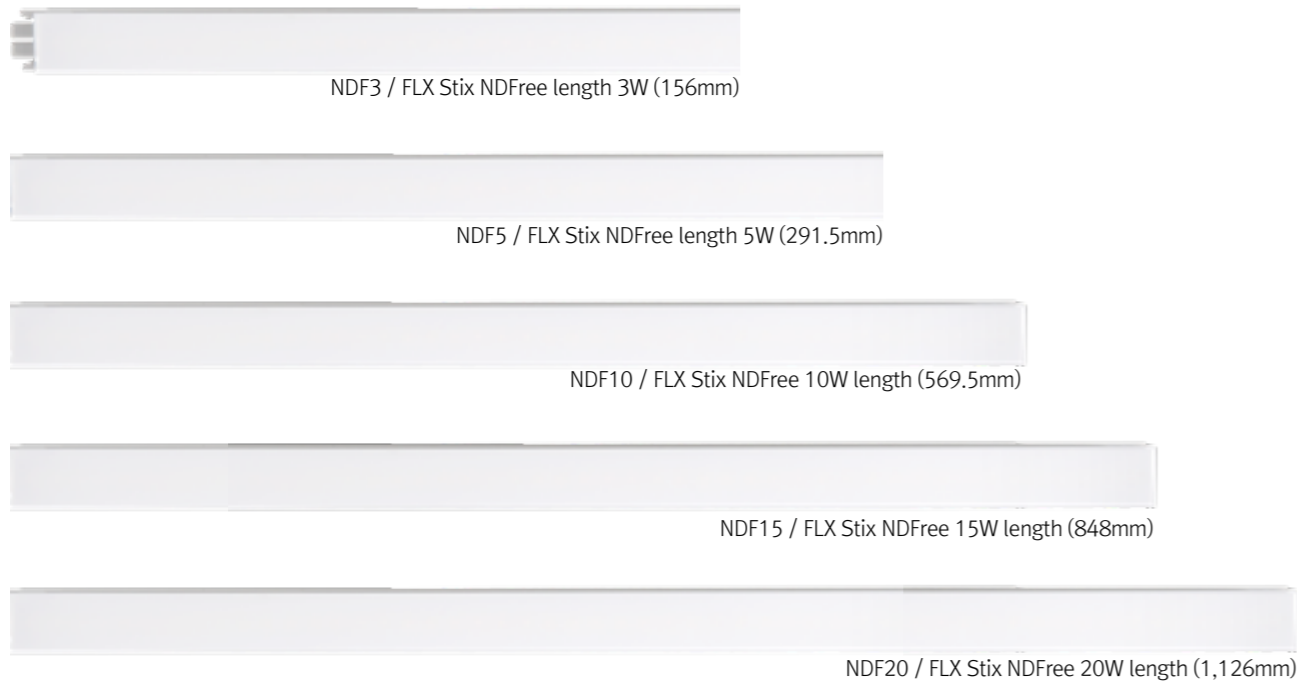 NDF3 / FLX Stix NDFree length 3W (156mm)
NDF5 / FLX Stix NDFree length 5W (291.5mm)
NDF10 / FLX Stix NDFree 10W length (569.5mm)
NDF15 / FLX Stix NDFree 15W length (848mm)
NDF20 / FLX Stix NDFree 20W length (1,126mm)